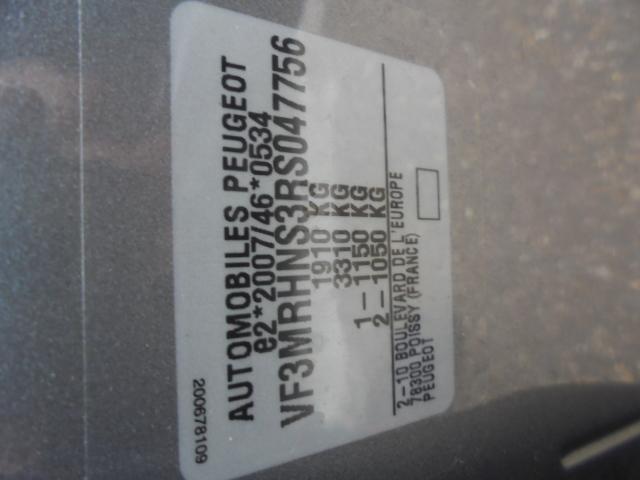 200678109
AUTOMOBILES PEUGEOT
e2*2007/46*0534
VF3MRHNS3RS047756
1910 KG
3310 KG
1-1150 KG
2-1050 KG
2-10 BOULEVARD DE L'EUROPE
78300 POISSY (FRANCE)
PEUGEOT